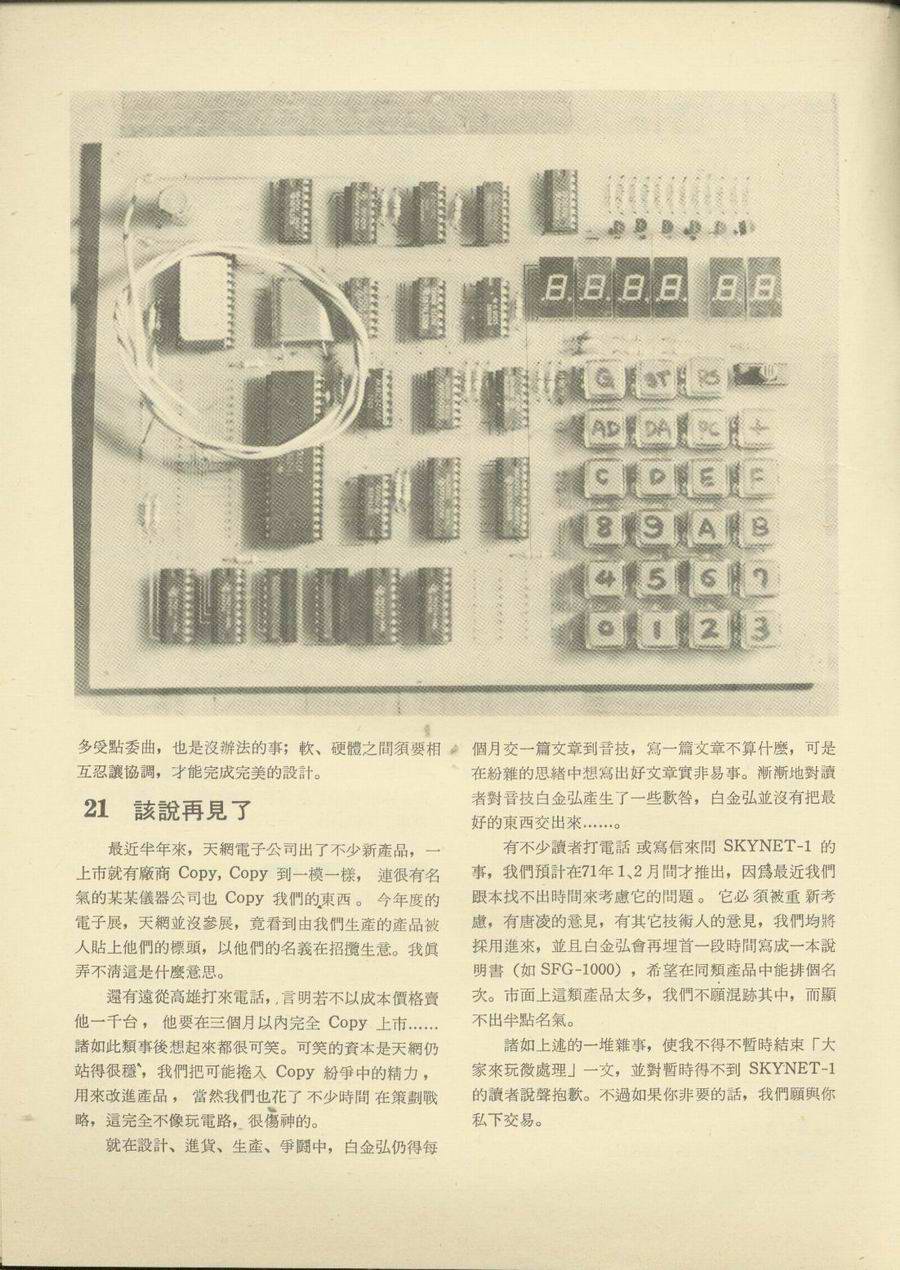 8. 8. 8. 8. 8 8
G ST RS
AD DA PC +
C D E F
8 9 A B
4 5 6 7
0 1 2 3
多受點委曲，也是沒辦法的事；軟、硬體之間須要相
互忍讓協調，才能完成完美的設計。
21 該說再見了
最近半年來，天網電子公司出了不少新產品，一
上市就有廠商 Copy, Copy 到一模一樣， 連很有名
氣的某某儀器公司也 Copy 我們的東西。 今年度的
電子展，天網並沒參展，竟看到由我們生產的產品被
人貼上他們的標頭，以他們的名義在招攬生意。我眞
弄不清這是什麼意思。
還有遠從高雄打來電話，言明若不以成本價格賣
他一千台， 他要在三個月以內完全 Copy 上市……
諸如此類事後想起來都很可笑。可笑的資本是天網仍
站得很穩，我們把可能捲入 Copy 紛爭中的精力，
用來改進產品， 當然我們也花了 不少時間 在策劃戰
略，這完全不像玩電路，很傷神的。
就在設計、進貨、生產、爭鬪中，白金弘仍得每
個月交一篇文章到音技，寫一篇文章不算什麼，可是
在紛雜的思緒中想寫出好文章實非易事。漸漸地對讀
者對音技白金弘產生了一些歉咎，白金弘並沒有把最
好的東西交出來……。
有不少讀者打電話 或寫信來問 SKYNET-1 的
事，我們預計在71年1、2月間才推出，因爲最近我們
跟本找不出時間來考慮它的問題。 它必須被重新考
慮，有唐凌的意見，有其它技術人的意見，我們均將
採用進來，並且白金弘會再埋首一段時間寫成一本說
明書（如 SFG-1000），希望在同類產品中能排個名
次。市面上這類產品太多，我們不願混跡其中，而顯
不出半點名氣。
諸如上述的一堆雜事，使我不得不暫時結束「大
家來玩微處理」一文，並對暫時得不到 SKYNET-1
的讀者說聲抱歉。不過如果你非要的話，我們願與你
私下交易。